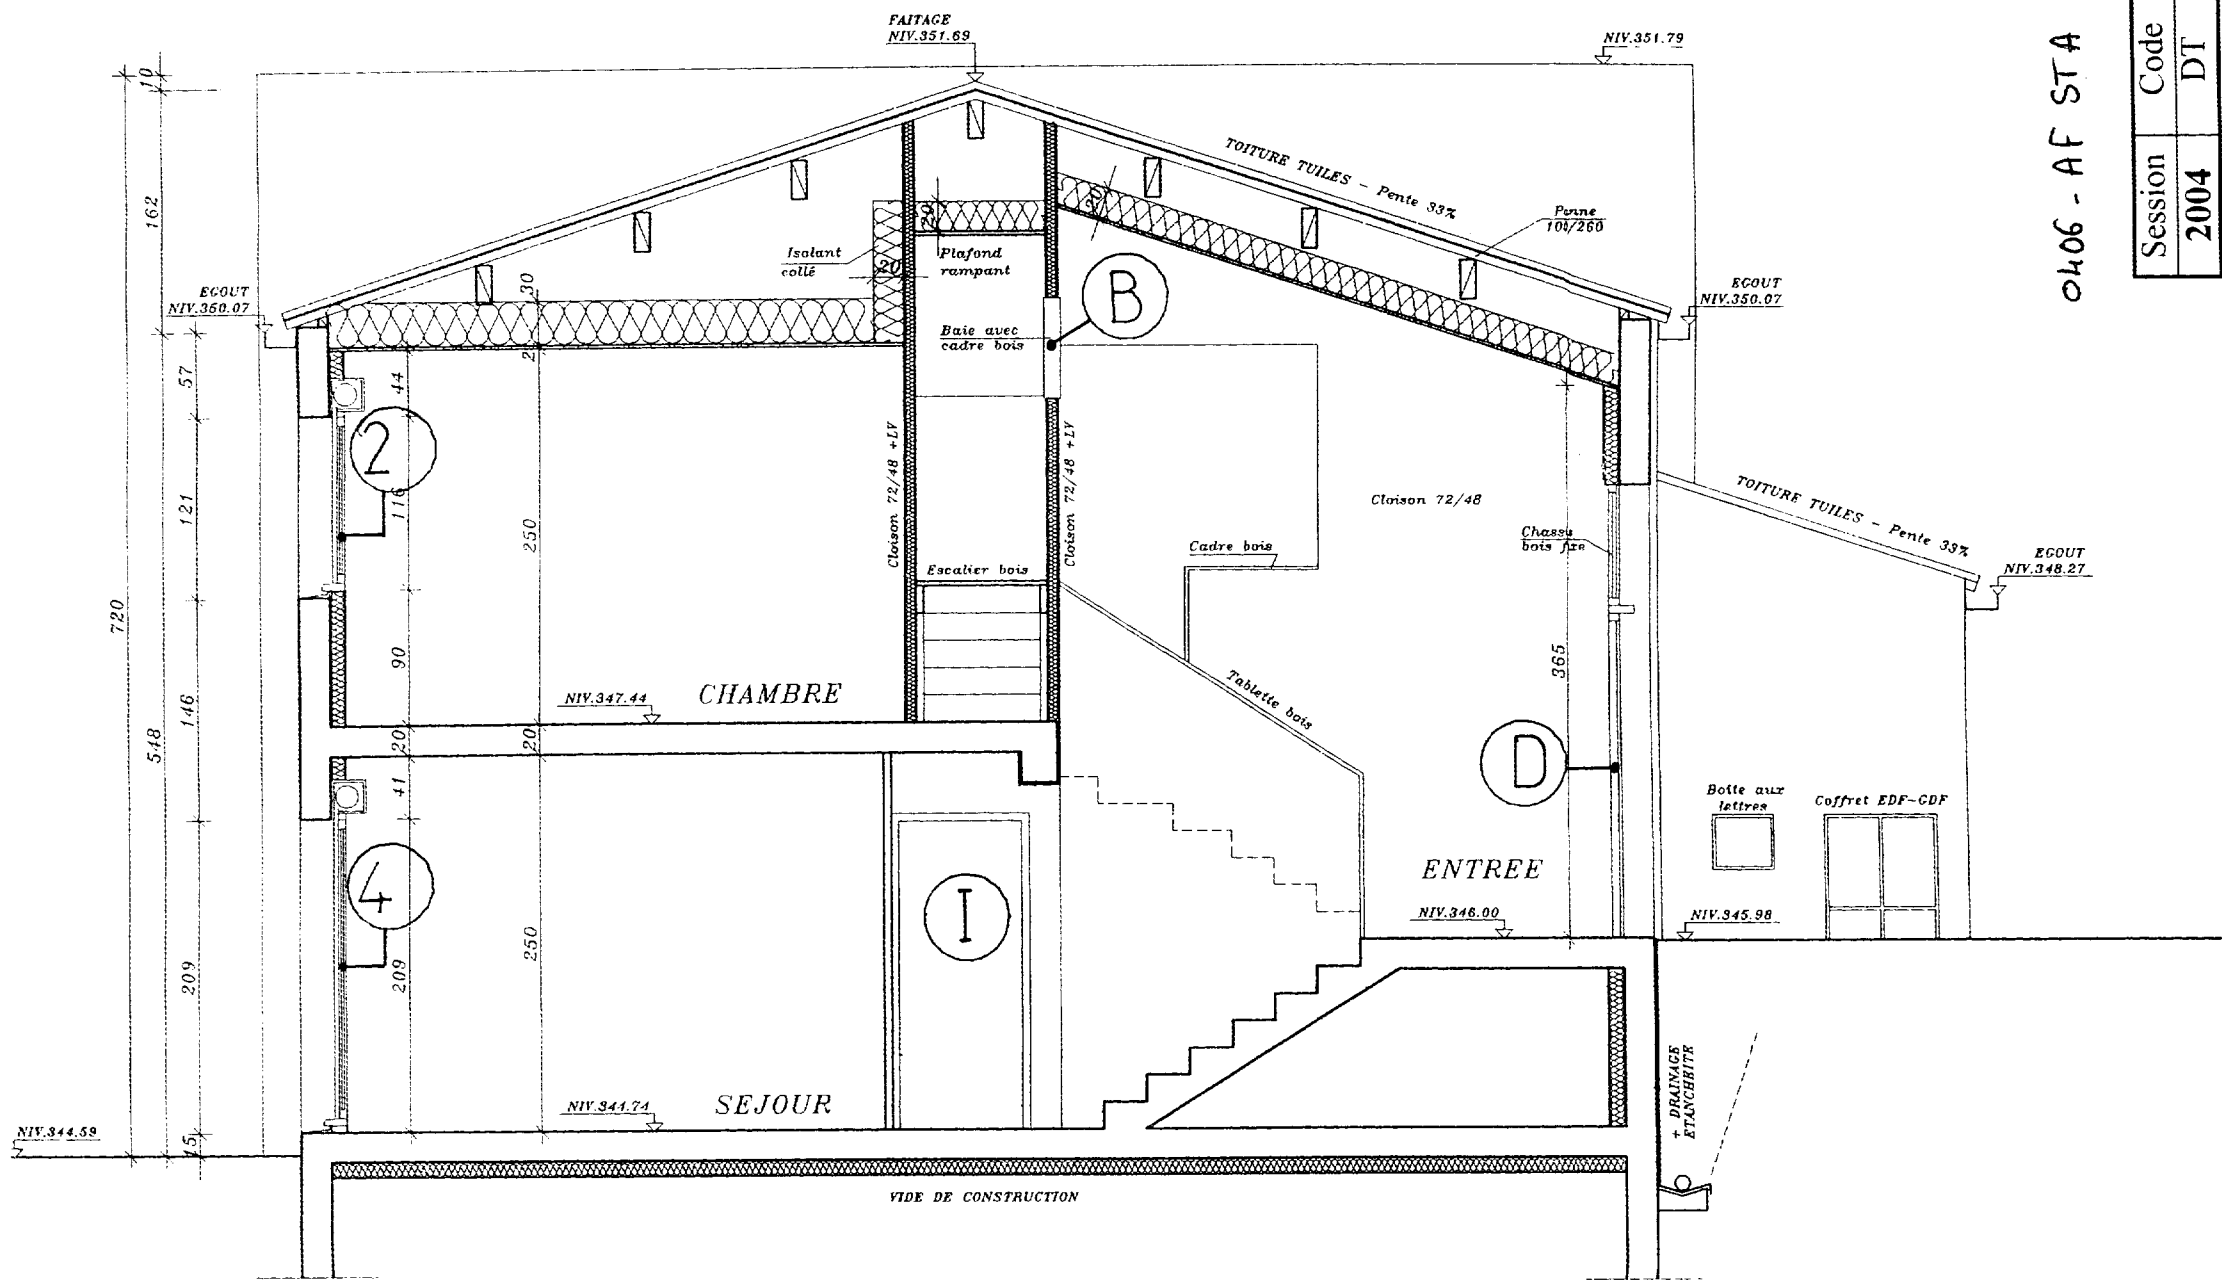 FAITAGE
NIV.351.69
NIV.351.79
0406 - AF STA
Session
Code
2004
DT
10
162
720
548
TOITURE TUILES - Pente 33%
Panne
Isolant
collé
20
20
Plafond
rampant
20
B
Baie avec
cadre bois
EGOUT
NIV.350.07
EGOUT
NIV.350.07
30
2
57
44
2
121
116
250
Cloison 72/48 +LV
Cloison 72/48 +LV
Cloison 72/48
Chassis
bois fixe
Cadre bois
TOITURE TUILES - Pente 33%
EGOUT
NIV.348.27
Escalier bois
90
146
365
Tablette bois
NIV.347.44
CHAMBRE
20
20
41
D
Boîte aux
lettres
Coffret EDF-GDF
4
I
ENTREE
NIV.346.00
NIV.345.98
209
209
250
NIV.344.74
SEJOUR
NIV.344.59
15
+ DRAINAGE
ETANCHEITE
VIDE DE CONSTRUCTION